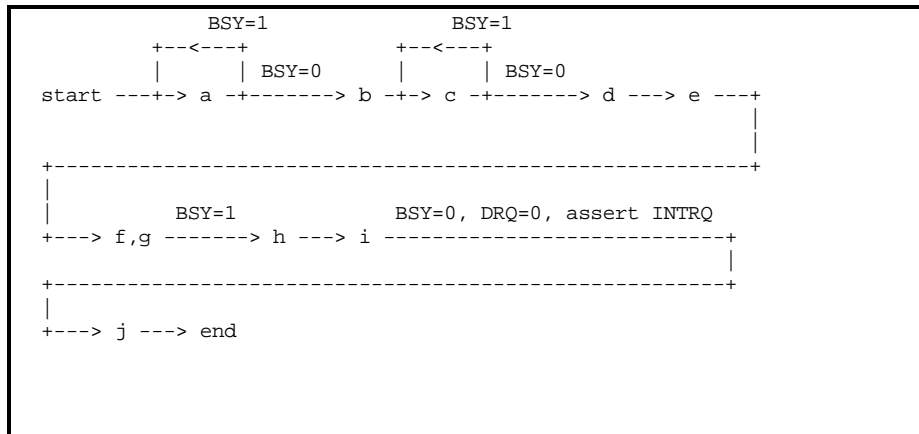 BSY=1 BSY=1
+--<---+ +--<---+
| | BSY=0 | | BSY=0
start ---+-> a -+-------> b -+-> c -+-------> d ---> e ---+
|
|
+-----------------------------------------------------------+
|
| BSY=1 BSY=0, DRQ=0, assert INTRQ
+---> f,g -------> h ---> i -----------------------------+
|
+---------------------------------------------------------+
|
+---> j ---> end